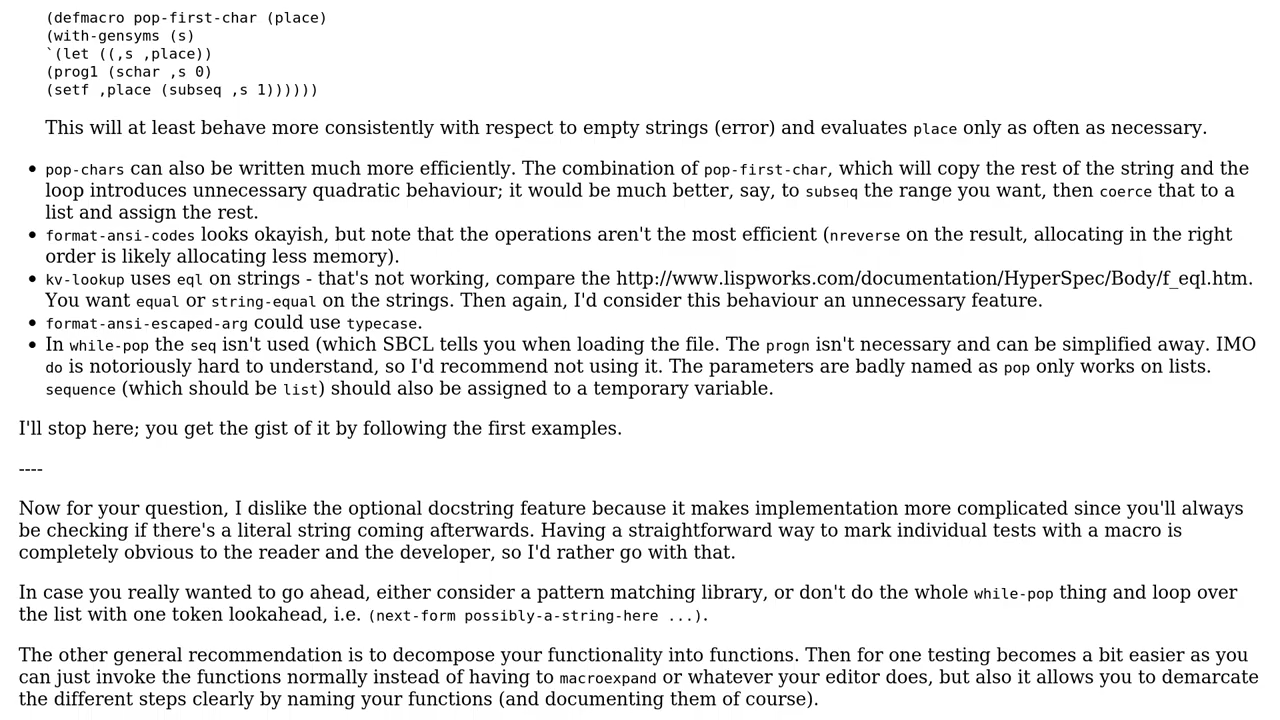 (defmacro pop-first-char (place)
(with-gensyms (s)
`(let ((,s ,place))
(prog1 (schar ,s 0)
(setf ,place (subseq ,s 1))))))
This will at least behave more consistently with respect to empty strings (error) and evaluates place only as often as necessary.
• pop-chars can also be written much more efficiently. The combination of pop-first-char, which will copy the rest of the string and the
loop introduces unnecessary quadratic behaviour; it would be much better, say, to subseq the range you want, then coerce that to a
list and assign the rest.
• format-ansi-codes looks okayish, but note that the operations aren't the most efficient (nreverse on the result, allocating in the right
order is likely allocating less memory).
• kv-lookup uses eql on strings - that's not working, compare the http://www.lispworks.com/documentation/HyperSpec/Body/f_eql.htm.
You want equal or string-equal on the strings. Then again, I'd consider this behaviour an unnecessary feature.
• format-ansi-escaped-arg could use typecase.
• In while-pop the seq isn't used (which SBCL tells you when loading the file. The progn isn't necessary and can be simplified away. IMO
do is notoriously hard to understand, so I'd recommend not using it. The parameters are badly named as pop only works on lists.
sequence (which should be list) should also be assigned to a temporary variable.
I'll stop here; you get the gist of it by following the first examples.
----
Now for your question, I dislike the optional docstring feature because it makes implementation more complicated since you'll always
be checking if there's a literal string coming afterwards. Having a straightforward way to mark individual tests with a macro is
completely obvious to the reader and the developer, so I'd rather go with that.
In case you really wanted to go ahead, either consider a pattern matching library, or don't do the whole while-pop thing and loop over
the list with one token lookahead, i.e. (next-form possibly-a-string-here ...).
The other general recommendation is to decompose your functionality into functions. Then for one testing becomes a bit easier as you
can just invoke the functions normally instead of having to macroexpand or whatever your editor does, but also it allows you to demarcate
the different steps clearly by naming your functions (and documenting them of course).